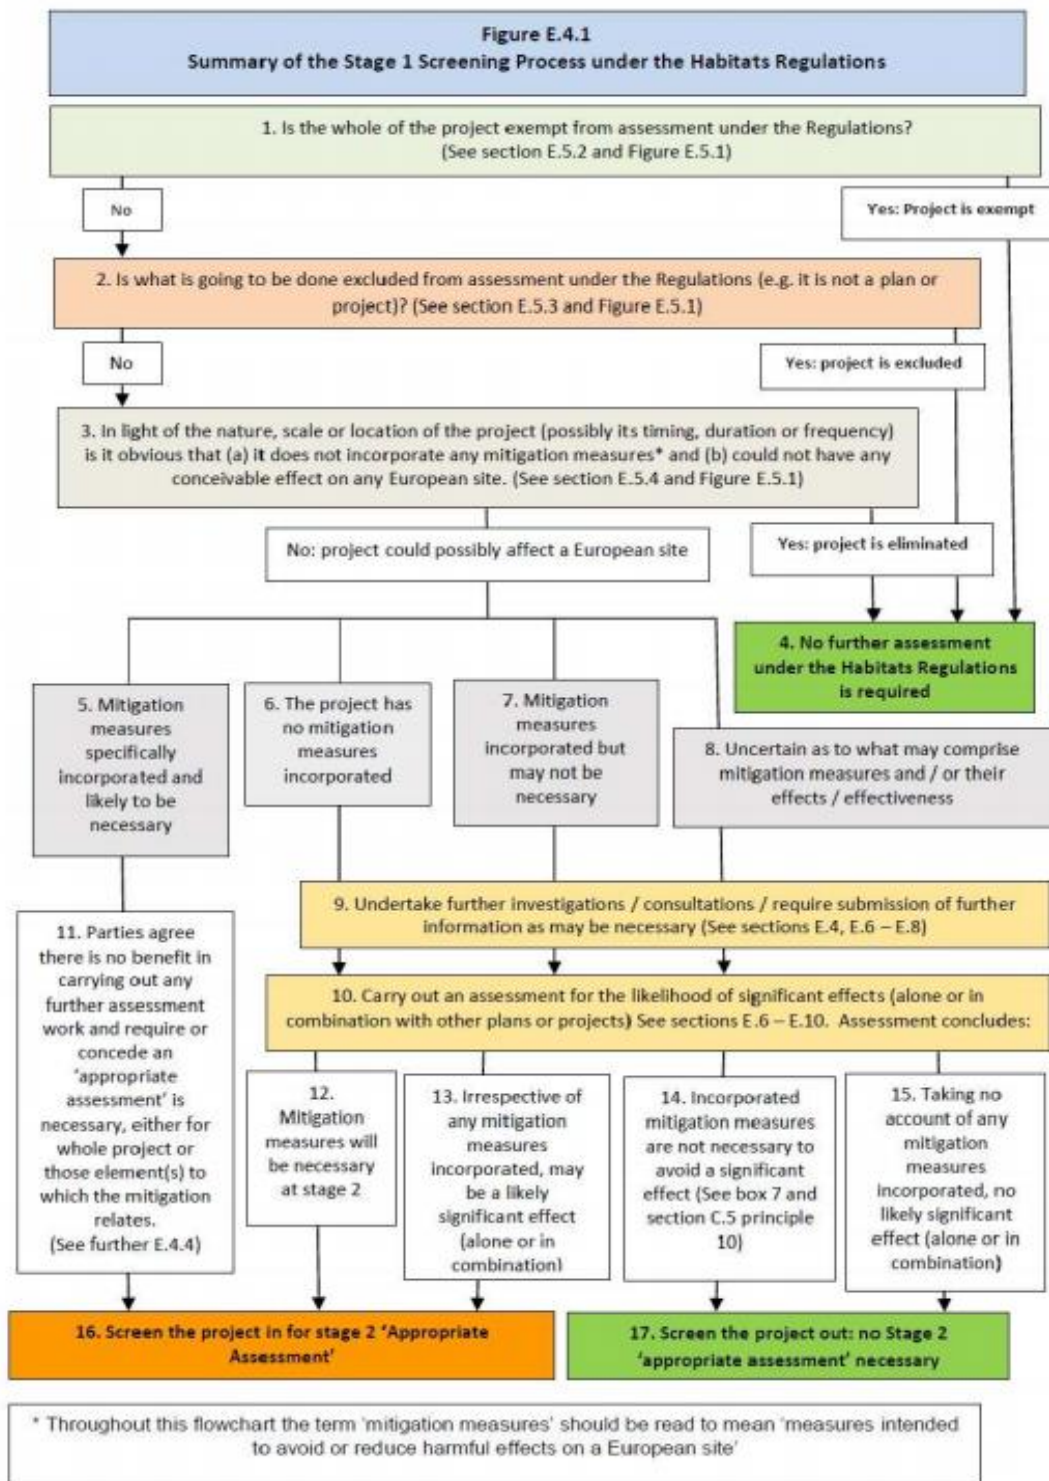 Figure E.4.1
Summary of the Stage 1 Screening Process under the Habitats Regulations
1. Is the whole of the project exempt from assessment under the Regulations?
(See section E.5.2 and Figure E.5.1)
No
Yes: Project is exempt
2. Is what is going to be done excluded from assessment under the Regulations (e.g. it is not a plan or
project)? (See section E.5.3 and Figure E.5.1)
No
Yes: project is excluded
3. In light of the nature, scale or location of the project (possibly its timing, duration or frequency)
is it obvious that (a) it does not incorporate any mitigation measures* and (b) could not have any
conceivable effect on any European site. (See section E.5.4 and Figure E.5.1)
No: project could possibly affect a European site
Yes: project is eliminated
4. No further assessment
under the Habitats Regulations
is required
5. Mitigation
measures
specifically
incorporated and
likely to be
necessary
6. The project has
no mitigation
measures
incorporated
7. Mitigation
measures
incorporated but
may not be
necessary
8. Uncertain as to what may comprise
mitigation measures and / or their
effects / effectiveness
9. Undertake further investigations / consultations / require submission of further
information as may be necessary (See sections E.4, E.6 – E.8)
10. Carry out an assessment for the likelihood of significant effects (alone or in
combination with other plans or projects) See sections E.6 – E.10. Assessment concludes:
11. Parties agree
there is no benefit in
carrying out any
further assessment
work and require or
concede an
'appropriate
assessment' is
necessary, either for
whole project or
those element(s) to
which the mitigation
relates.
(See further E.4.4)
12.
Mitigation
measures will
be necessary
at stage 2
13. Irrespective of
any mitigation
measures
incorporated, may
be a likely
significant effect
(alone or in
combination)
14. Incorporated
mitigation measures
are not necessary to
avoid a significant
effect (See box 7 and
section C.5 principle
10)
15. Taking no
account of any
mitigation
measures
incorporated, no
likely significant
effect (alone or in
combination)
16. Screen the project in for stage 2 'Appropriate
Assessment'
17. Screen the project out: no Stage 2
'appropriate assessment' necessary
* Throughout this flowchart the term 'mitigation measures' should be read to mean 'measures intended
to avoid or reduce harmful effects on a European site'